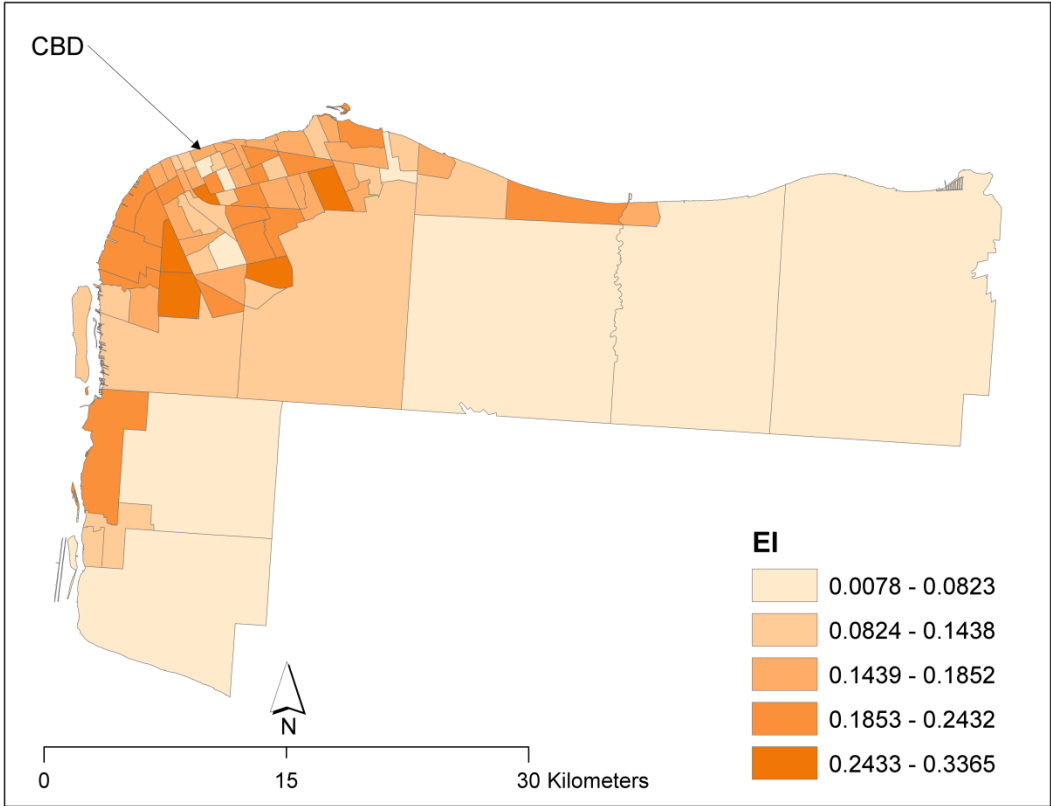 CBD
EI
0.0078 - 0.0823
0.0824 - 0.1438
0.1439 - 0.1852
0.1853 - 0.2432
0.2433 - 0.3365
N
0 15 30 Kilometers